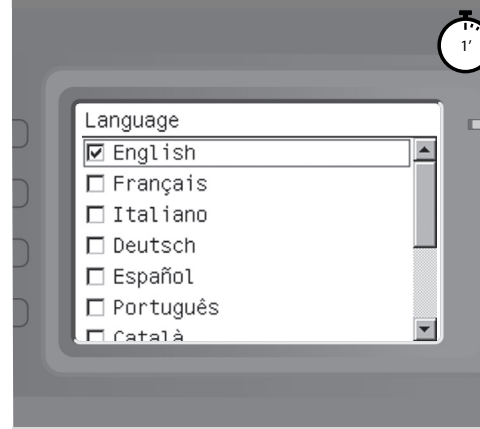 1′
Language
English
Français
Italiano
Deutsch
Español
Português
Català